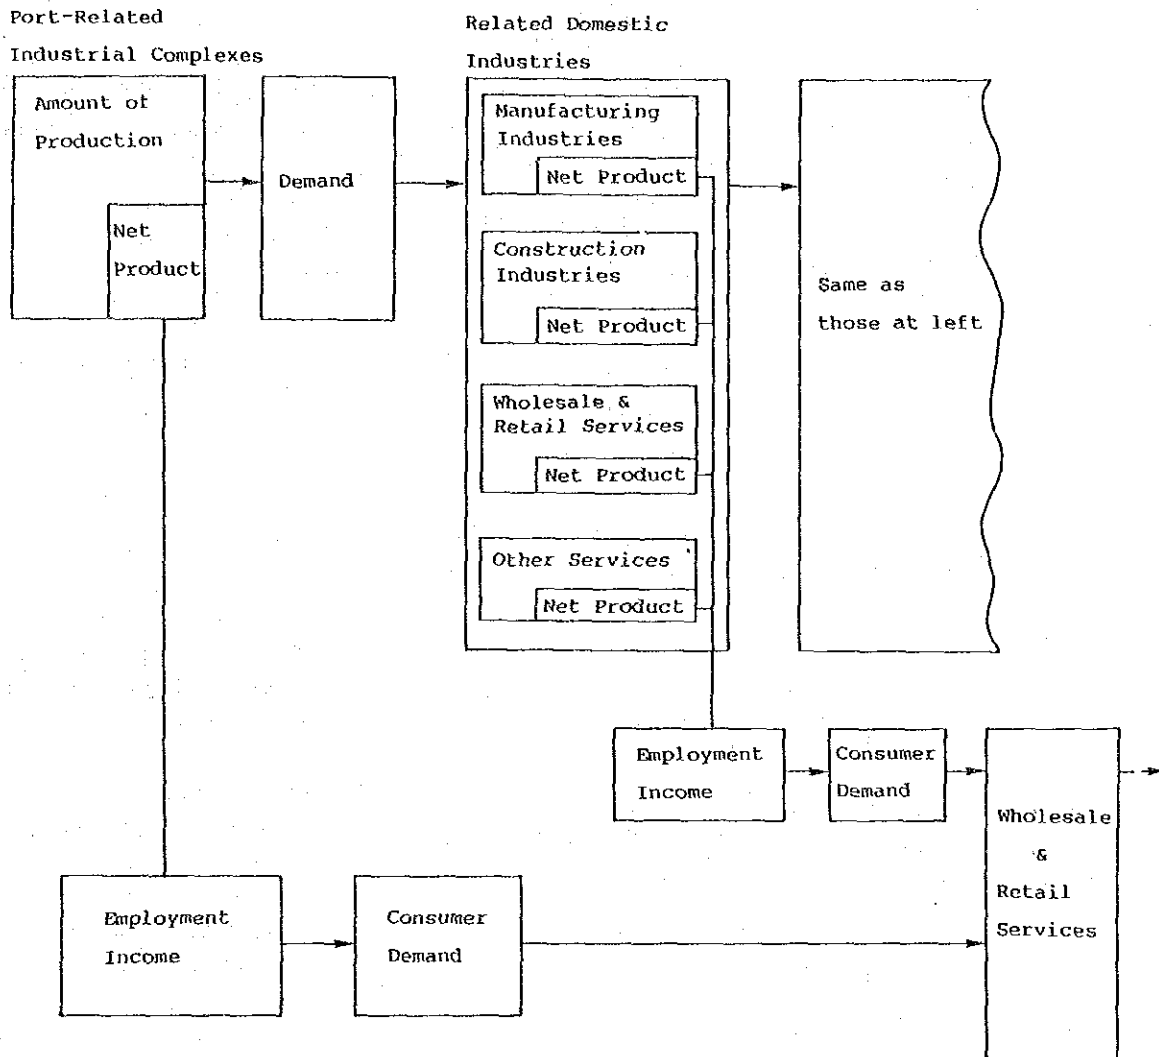 Port-Related
Industrial Complexes
Amount of
Production
Net
Product
Demand
Related Domestic
Industries
Manufacturing
Industries
Net Product
Construction
Industries
Net Product
Wholesale &
Retail Services
Net Product
Other Services
Net Product
Same as
those at left
Employment
Income
Consumer
Demand
Wholesale
&
Retail
Services
Employment
Income
Consumer
Demand